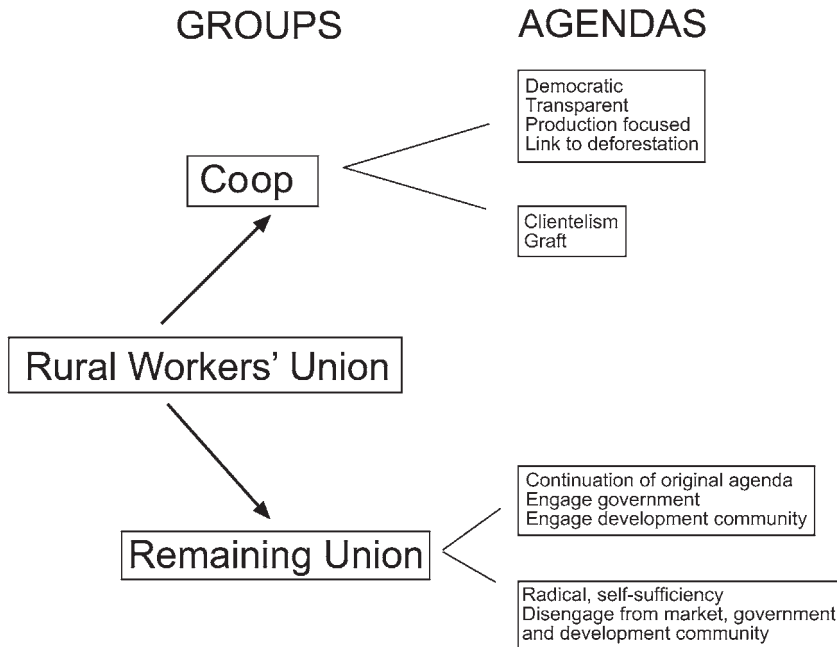 GROUPS
AGENDAS
Democratic
Transparent
Production focused
Link to deforestation
Coop
Clientelism
Graft
Rural Workers’ Union
Continuation of original agenda
Engage government
Engage development community
Remaining Union
Radical, self-sufficiency
Disengage from market, government
and development community